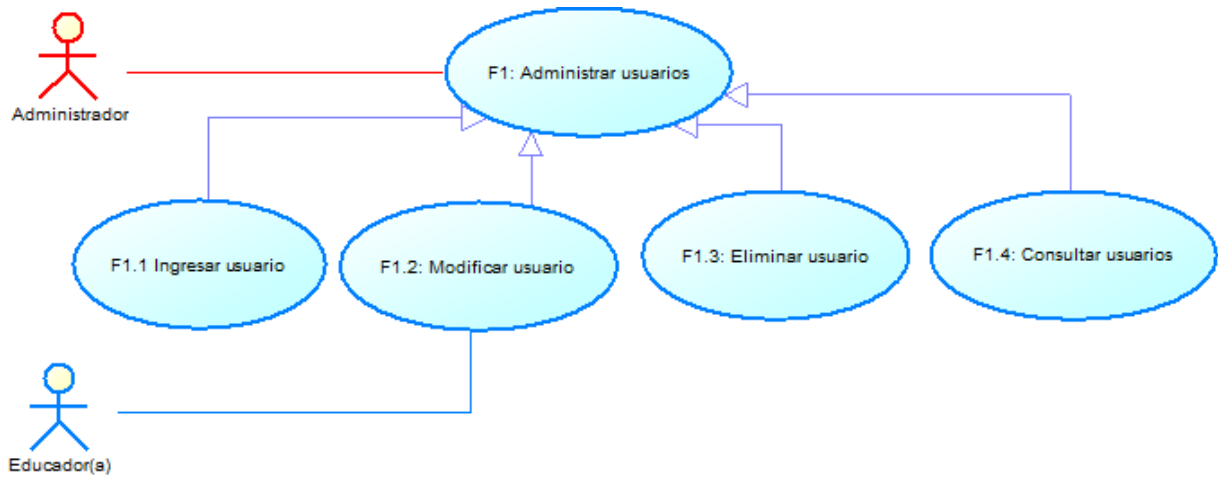 F1: Administrar usuarios
Administrador
F1.1 Ingresar usuario
F1.2: Modificar usuario
F1.3: Eliminar usuario
F1.4: Consultar usuarios
Educador(a)